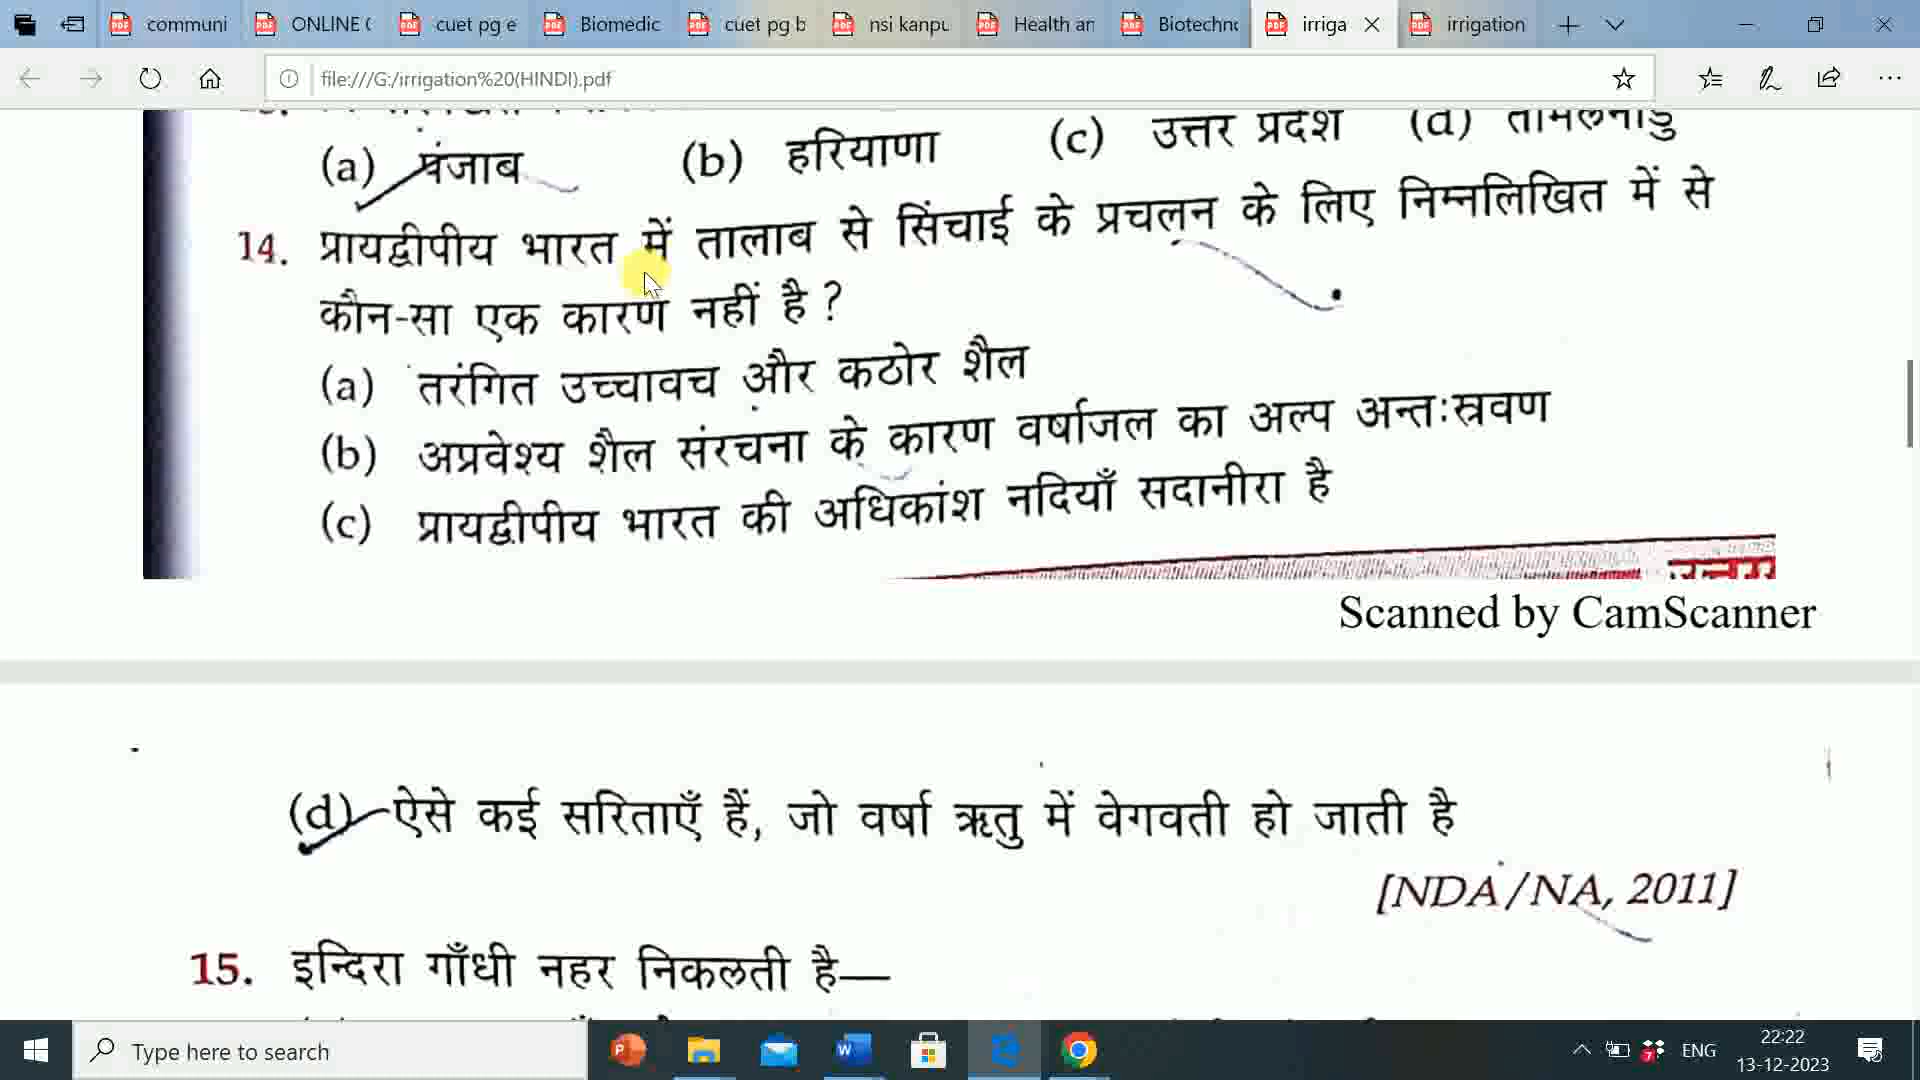 communi ONLINE ( cuet pg e Biomedic cuet pg b nsi kanpu Health an Biotechn irriga irrigation
file:///G:/irrigation%20(HINDI).pdf
(a) पंजाब (b) हरियाणा (c) उत्तर प्रदेश (d) तमिलनाडु
14. प्रायद्वीपीय भारत में तालाब से सिंचाई के प्रचलन के लिए निम्नलिखित में से
कौन-सा एक कारण नहीं है ?
(a) तरंगित उच्चावच और कठोर शैल
(b) अप्रवेश्य शैल संरचना के कारण वर्षाजल का अल्प अन्तःस्रवण
(c) प्रायद्वीपीय भारत की अधिकांश नदियाँ सदानीरा है
Scanned by CamScanner
(d) ऐसे कई सरिताएँ हैं, जो वर्षा ऋतु में वेगवती हो जाती है
[NDA/NA, 2011]
15. इन्दिरा गाँधी नहर निकलती है—
Type here to search
ENG
22:22
13-12-2023